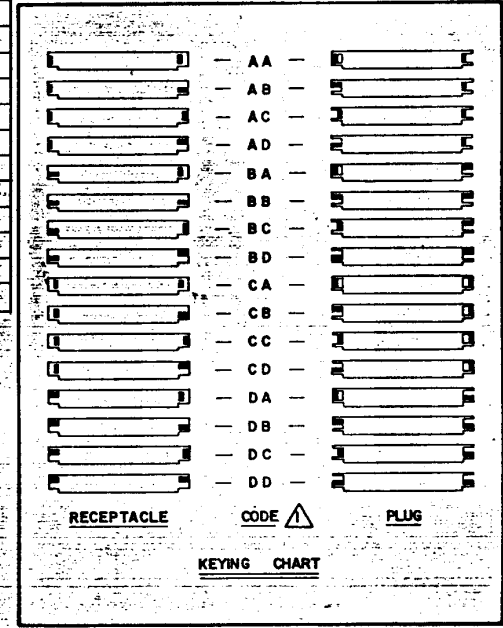 — AA —
— AB —
— AC —
— AD —
— BA —
— BB —
— BC —
— BD —
— CA —
— CB —
— CC —
— CD —
— DA —
— DB —
— DC —
— DD —
RECEPTACLE CODE 1 PLUG
KEYING CHART